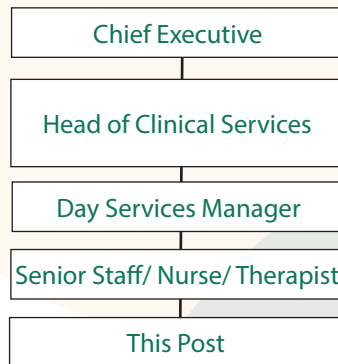 Chief Executive
Head of Clinical Services
Day Services Manager
Senior Staff/ Nurse/ Therapist
This Post